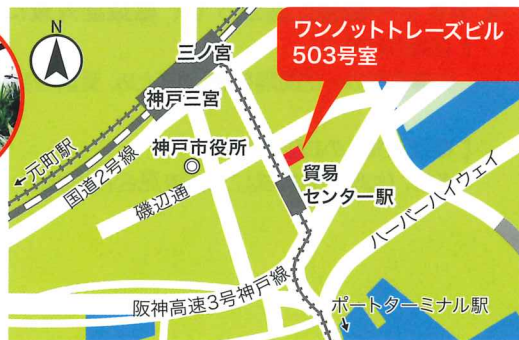 N
ワンノットトレーズビル
503号室
三ノ宮
神戸三宮
←元町駅
国道2号線
神戸市役所
磯辺通
貿易
センター駅
ハーバーハイウェイ
阪神高速3号神戸線
ポートターミナル駅
↓